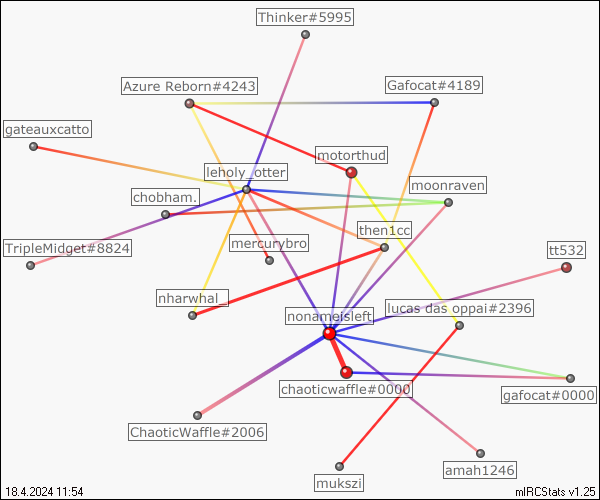 Thinker#5995
Azure Reborn#4243
Gafocat#4189
gateauxcatto
motorthud
leholy_otter
moonraven
chobham.
then1cc
TripleMidget#8824
mercurybro
tt532
nharwhal_
lucas das oppai#2396
nonameisleft
chaoticwaffle#0000
gafocat#0000
ChaoticWaffle#2006
amah1246
mukszi
18.4.2024 11:54
mIRCStats v1.25